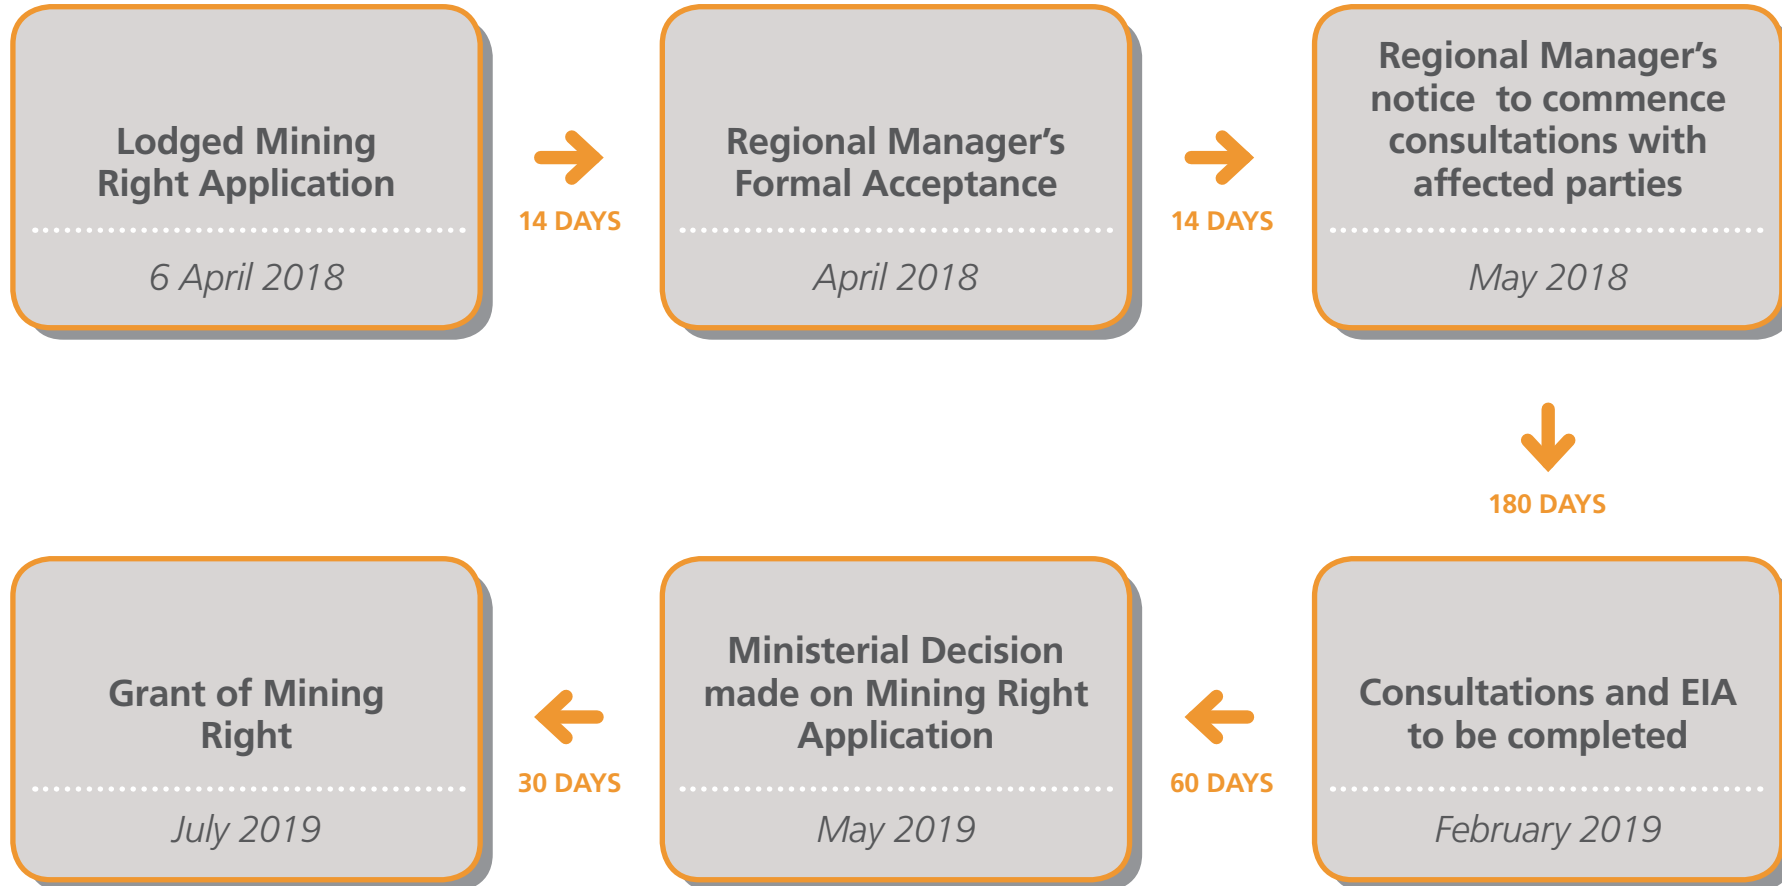 Lodged Mining
Right Application
6 April 2018
14 DAYS
Regional Manager’s
Formal Acceptance
April 2018
14 DAYS
Regional Manager’s
notice to commence
consultations with
affected parties
May 2018
180 DAYS
Consultations and EIA
to be completed
February 2019
60 DAYS
Ministerial Decision
made on Mining Right
Application
May 2019
30 DAYS
Grant of Mining
Right
July 2019